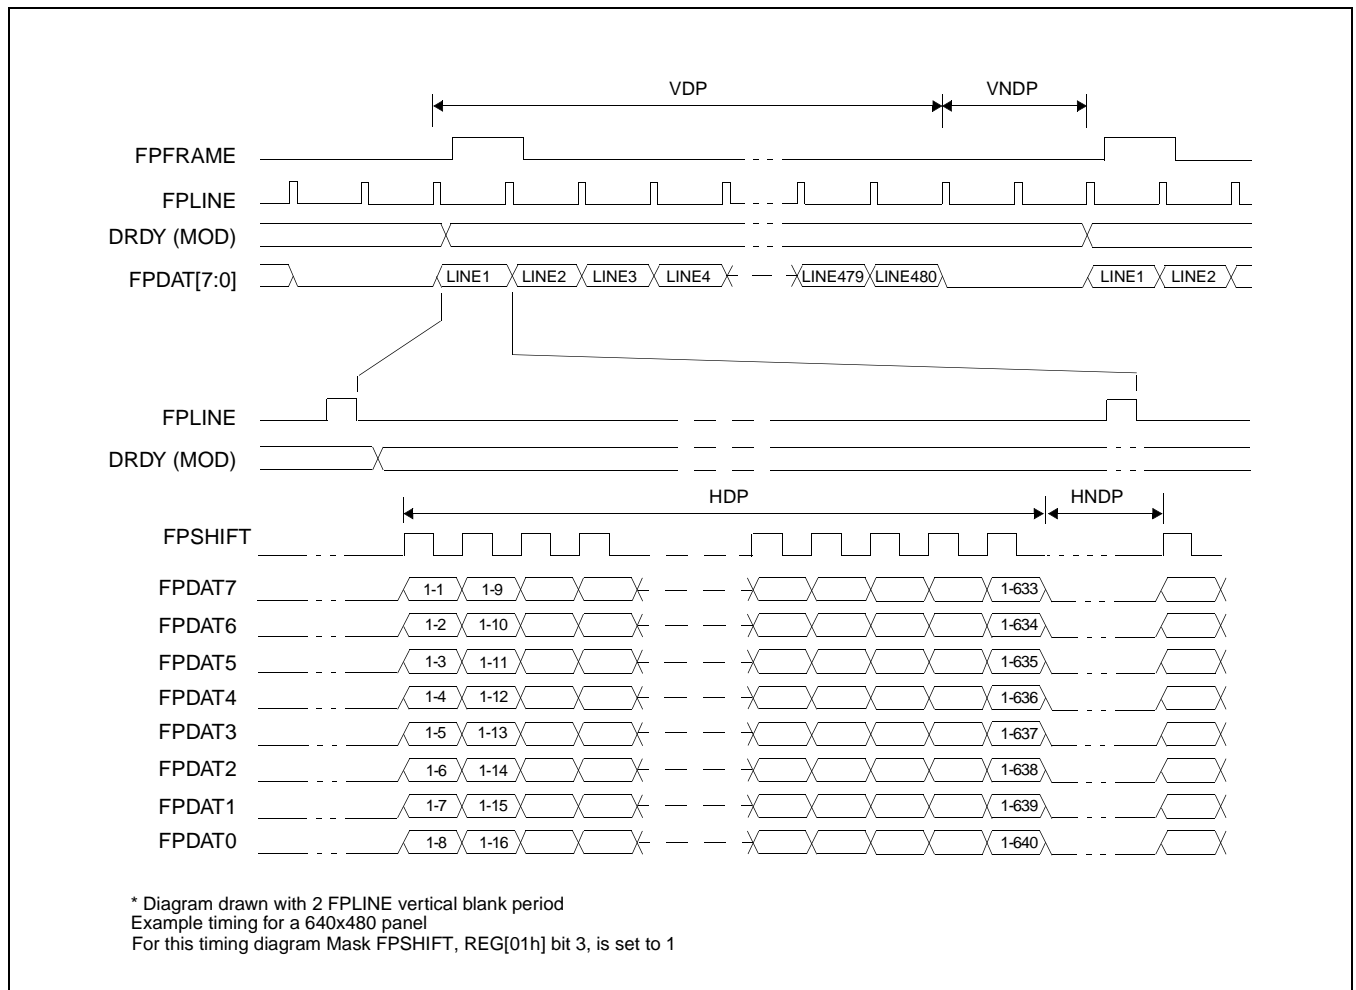 VDP VNDP
FPFRAME
FPLINE
DRDY (MOD)
FPDAT[7:0] LINE1 LINE2 LINE3 LINE4 LINE479 LINE480 LINE1 LINE2
FPLINE
DRDY (MOD)
HDP HNDP
FPSHIFT
FPDAT7 1-1 1-9 1-633
FPDAT6 1-2 1-10 1-634
FPDAT5 1-3 1-11 1-635
FPDAT4 1-4 1-12 1-636
FPDAT3 1-5 1-13 1-637
FPDAT2 1-6 1-14 1-638
FPDAT1 1-7 1-15 1-639
FPDAT0 1-8 1-16 1-640
* Diagram drawn with 2 FPLINE vertical blank period
Example timing for a 640x480 panel
For this timing diagram Mask FPSHIFT, REG[01h] bit 3, is set to 1